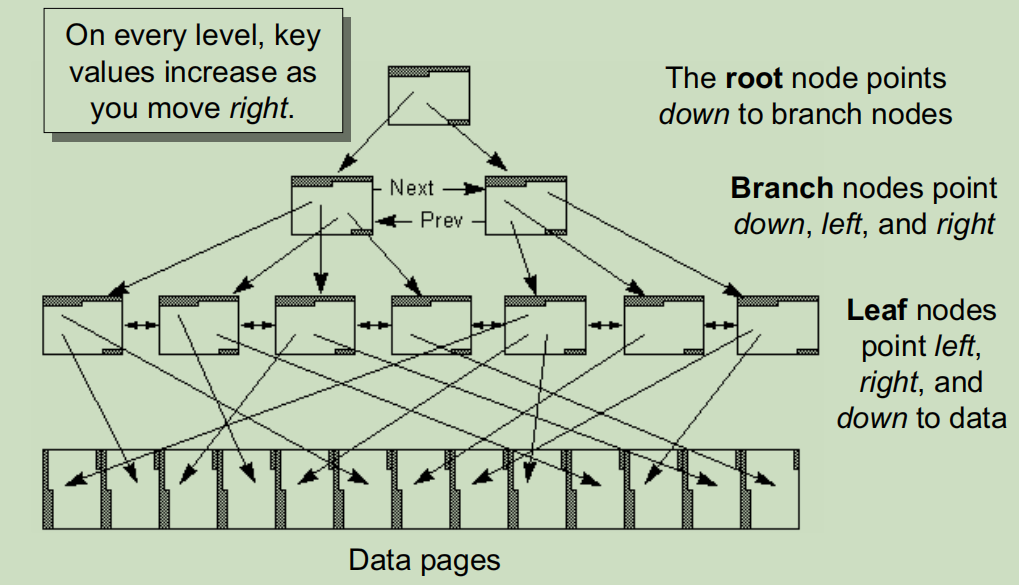 On every level, key
values increase as
you move right.
The root node points
down to branch nodes
Next
Prev
Branch nodes point
down, left, and right
Leaf nodes
point left,
right, and
down to data
Data pages